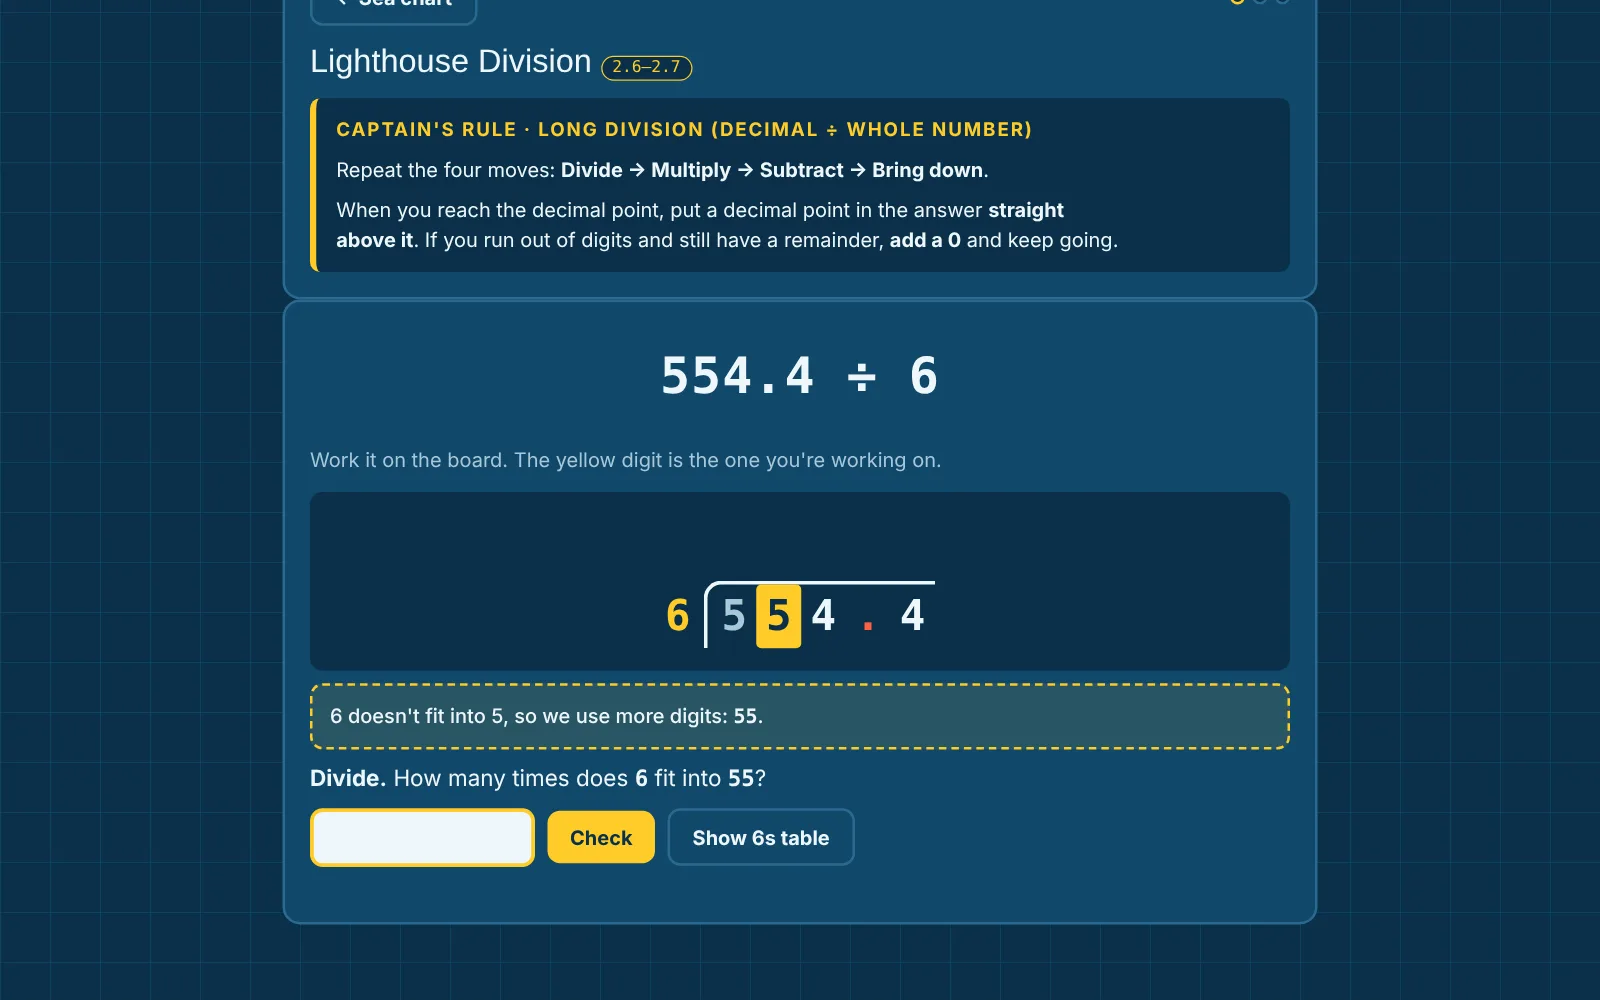 Sea chart
Lighthouse Division 2.6–2.7
CAPTAIN'S RULE · LONG DIVISION (DECIMAL ÷ WHOLE NUMBER)
Repeat the four moves: Divide → Multiply → Subtract → Bring down.
When you reach the decimal point, put a decimal point in the answer straight
above it. If you run out of digits and still have a remainder, add a 0 and keep going.
554.4 ÷ 6
Work it on the board. The yellow digit is the one you're working on.
6 5 5 4 . 4
6 doesn't fit into 5, so we use more digits: 55.
Divide. How many times does 6 fit into 55?
Check Show 6s table